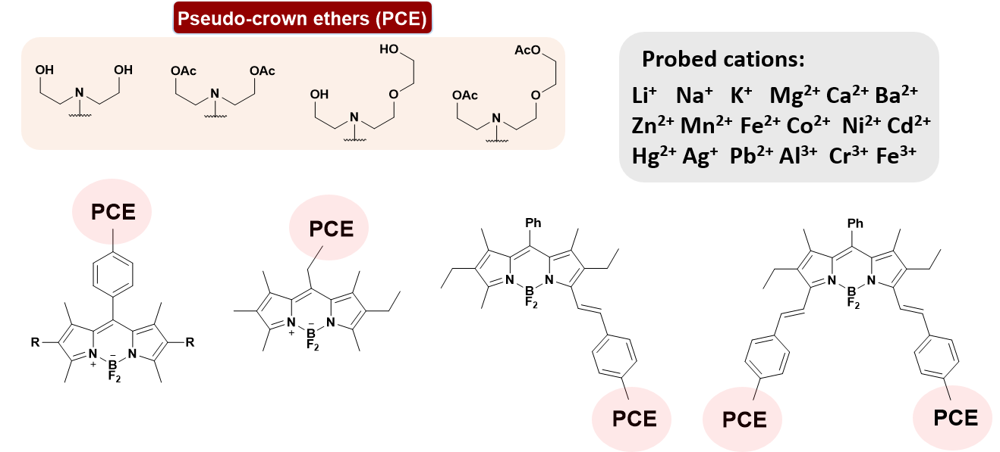 Pseudo-crown ethers (PCE)
OH OH
N
OAc OAc
N
HO
OH O
N
AcO
OAc O
N
Probed cations:
Li⁺ Na⁺ K⁺ Mg²⁺ Ca²⁺ Ba²⁺
Zn²⁺ Mn²⁺ Fe²⁺ Co²⁺ Ni²⁺ Cd²⁺
Hg²⁺ Ag⁺ Pb²⁺ Al³⁺ Cr³⁺ Fe³⁺
PCE
R R
N N
+ −
B
F₂
PCE
N N
+ −
B
F₂
Ph
N N
B
F₂
PCE
Ph
N N
B
F₂
PCE PCE